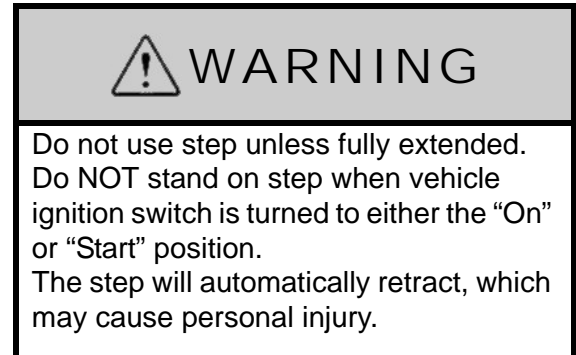 WARNING
Do not use step unless fully extended.
Do NOT stand on step when vehicle
ignition switch is turned to either the “On”
or “Start” position.
The step will automatically retract, which
may cause personal injury.